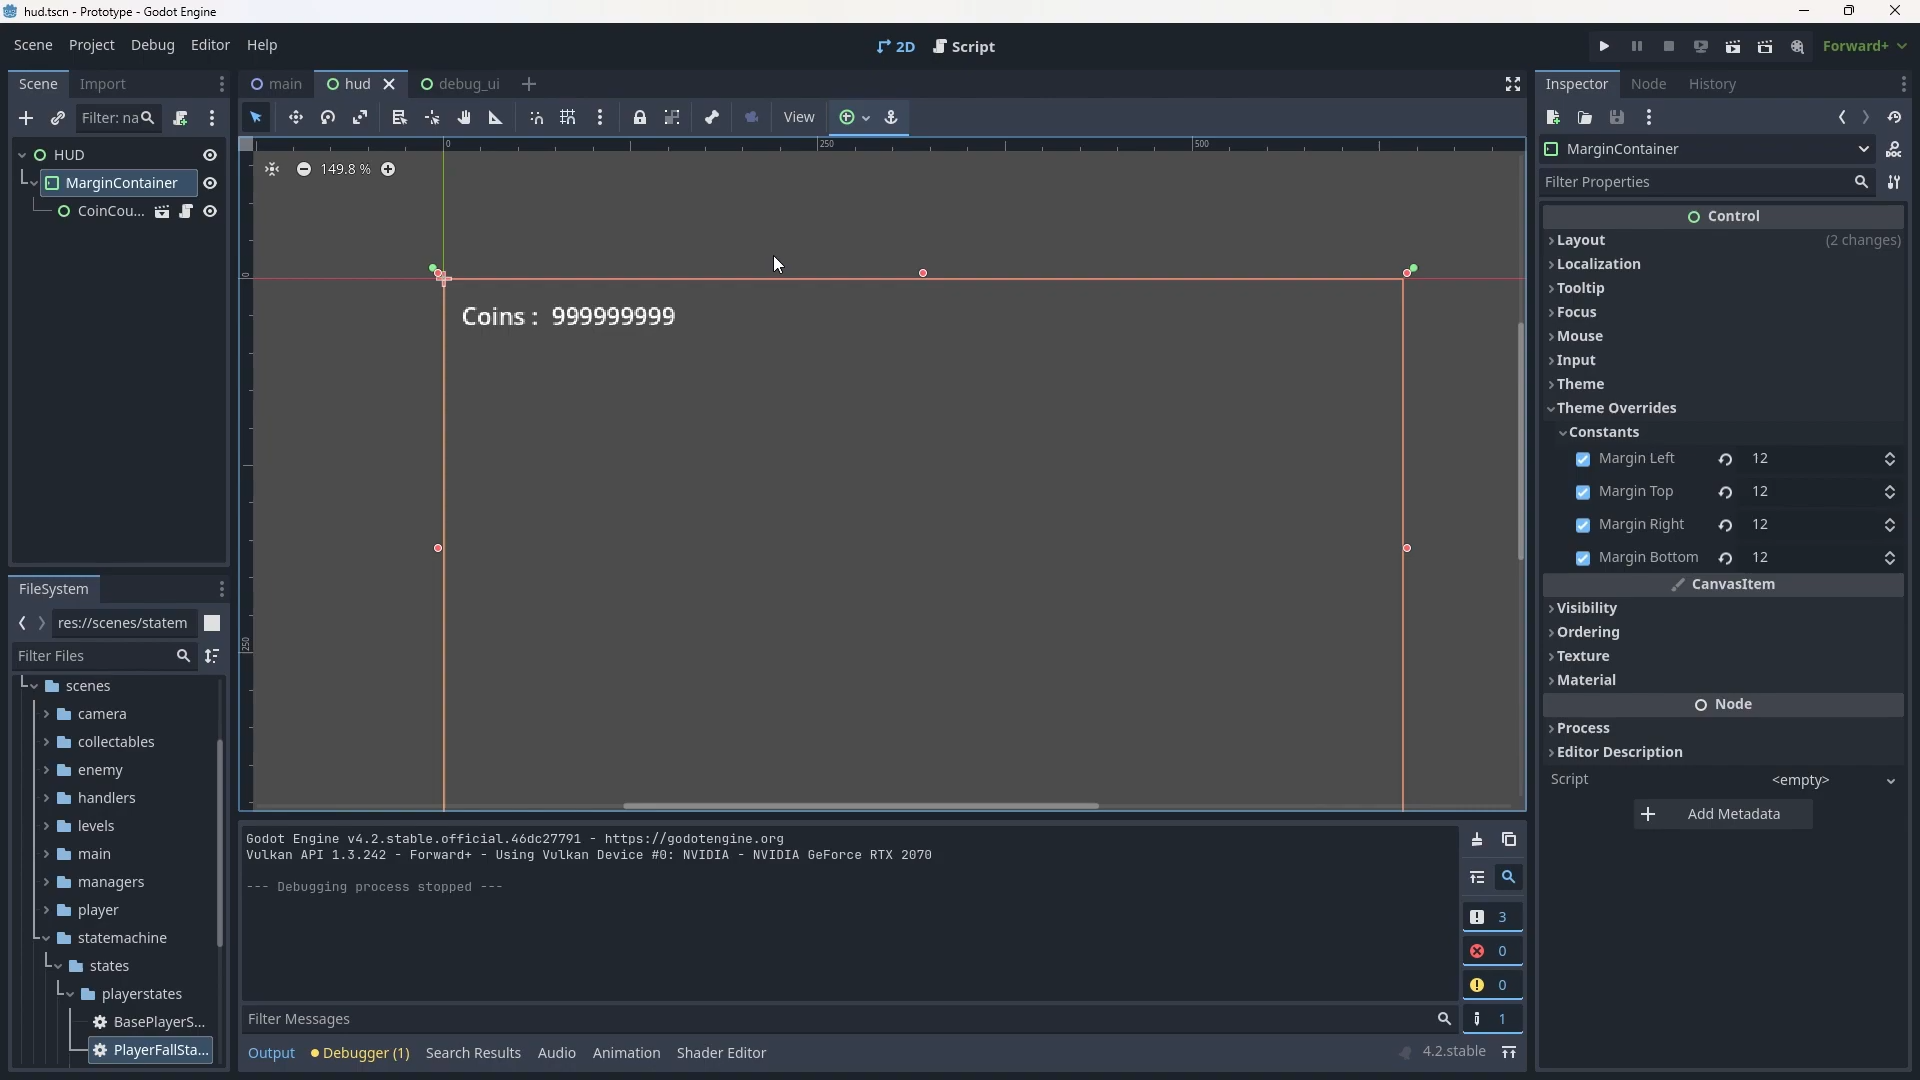 hud.tscn - Prototype - Godot Engine
Scene Project Debug Editor Help
2D Script
Forward+
Scene Import
main hud debug_ui
Inspector Node History
Filter: na
View
HUD
MarginContainer
CoinCou...
149.8 %
0 250 500
0
250
Coins : 999999999
MarginContainer
Filter Properties
Control
Layout (2 changes)
Localization
Tooltip
Focus
Mouse
Input
Theme
Theme Overrides
Constants
Margin Left 12
Margin Top 12
Margin Right 12
Margin Bottom 12
CanvasItem
Visibility
Ordering
Texture
Material
Node
Process
Editor Description
Script <empty>
Add Metadata
FileSystem
res://scenes/statem
Filter Files
scenes
camera
collectables
enemy
handlers
levels
main
managers
player
statemachine
states
playerstates
BasePlayerS...
PlayerFallSta...
Godot Engine v4.2.stable.official.46dc27791 - https://godotengine.org
Vulkan API 1.3.242 - Forward+ - Using Vulkan Device #0: NVIDIA - NVIDIA GeForce RTX 2070
--- Debugging process stopped ---
3
0
0
1
Filter Messages
Output Debugger (1) Search Results Audio Animation Shader Editor
4.2.stable